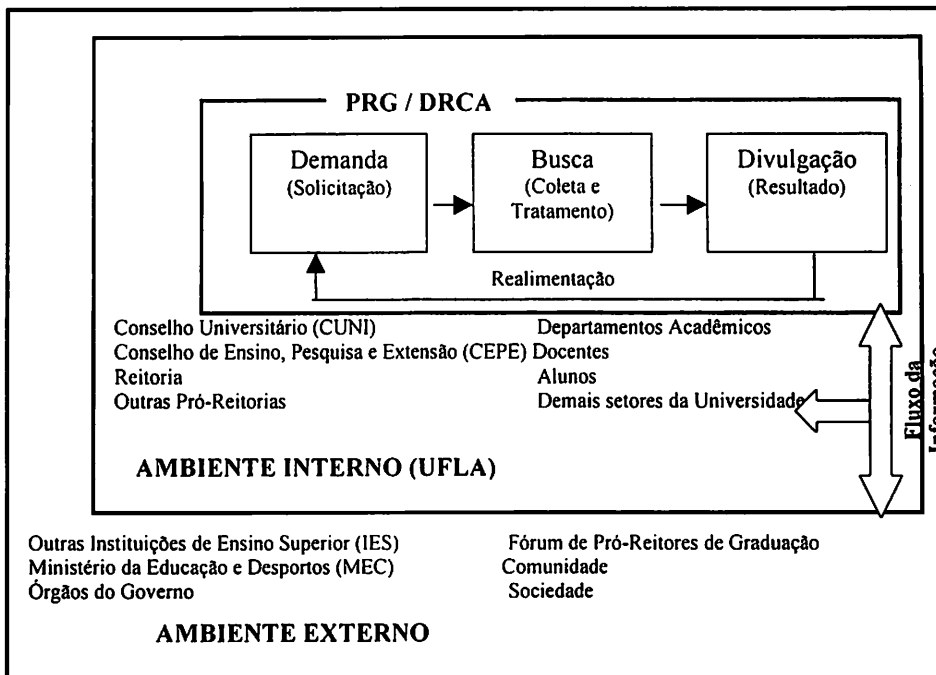 PRG / DRCA
Demanda
(Solicitação)
Busca
(Coleta e
Tratamento)
Divulgação
(Resultado)
Realimentação
Conselho Universitário (CUNI)
Conselho de Ensino, Pesquisa e Extensão (CEPE)
Reitoria
Outras Pró-Reitorias
Departamentos Acadêmicos
Docentes
Alunos
Demais setores da Universidade
Fluxo da
Informação
AMBIENTE INTERNO (UFLA)
Outras Instituições de Ensino Superior (IES)
Ministério da Educação e Desportos (MEC)
Órgãos do Governo
Fórum de Pró-Reitores de Graduação
Comunidade
Sociedade
AMBIENTE EXTERNO